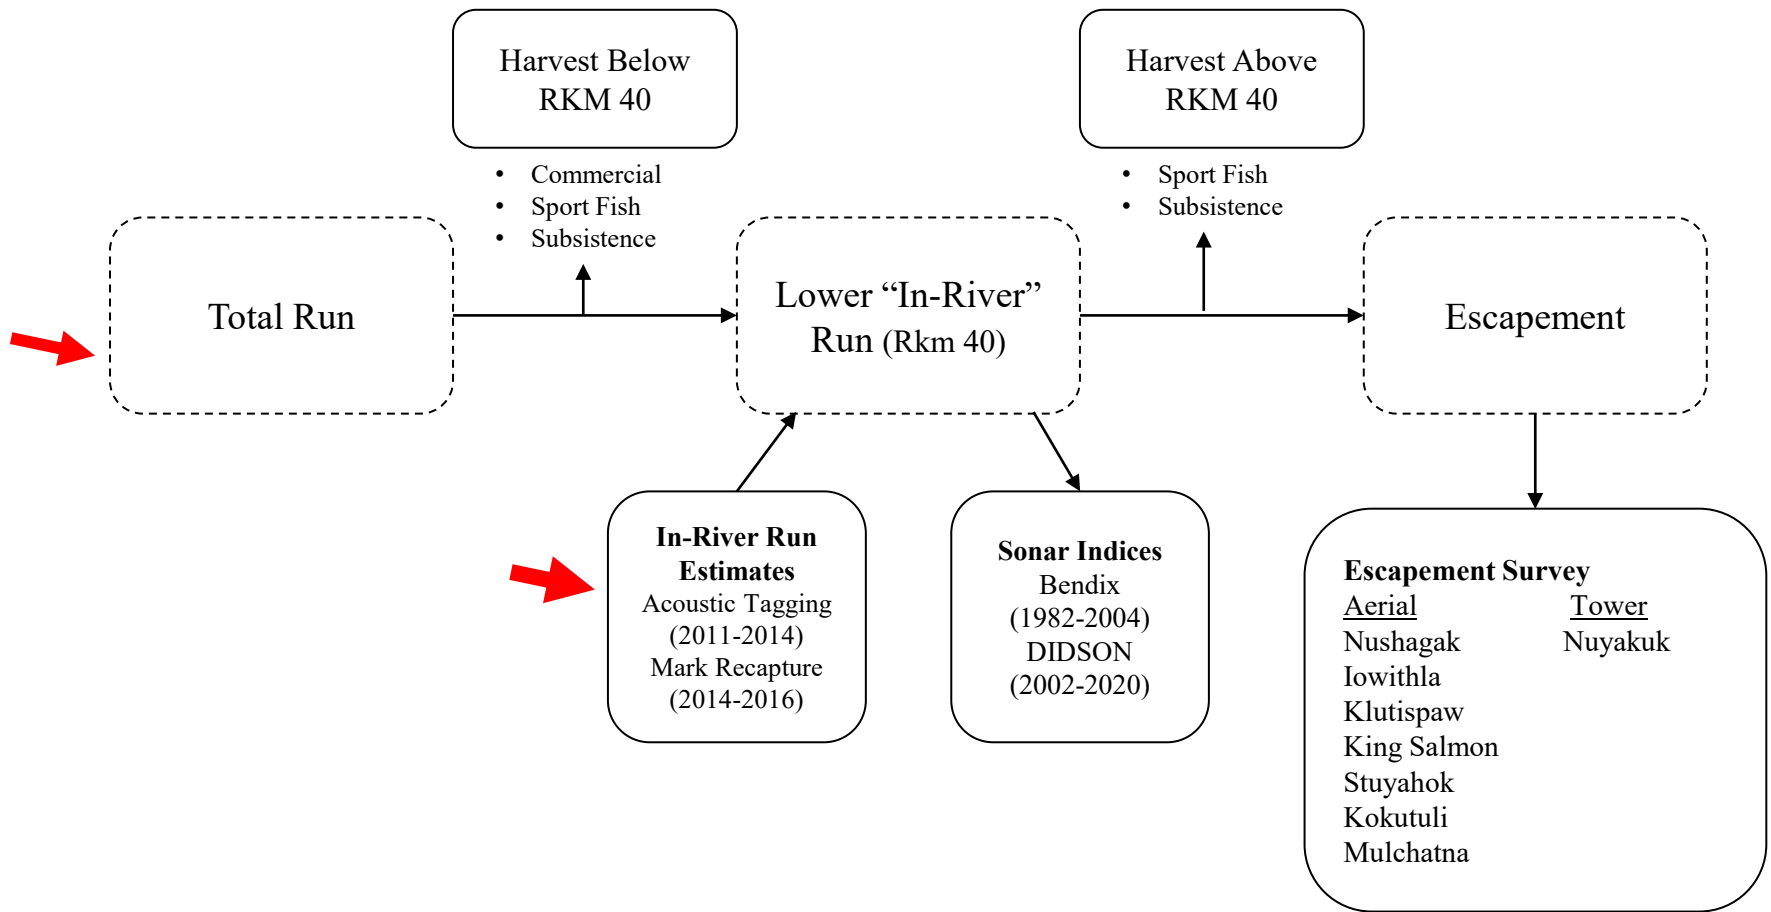 Harvest Below
RKM 40
• Commercial
• Sport Fish
• Subsistence
Harvest Above
RKM 40
• Sport Fish
• Subsistence
Total Run
Lower “In-River”
Run (Rkm 40)
Escapement
In-River Run
Estimates
Acoustic Tagging
(2011-2014)
Mark Recapture
(2014-2016)
Sonar Indices
Bendix
(1982-2004)
DIDSON
(2002-2020)
Escapement Survey
Aerial Tower
Nushagak Nuyakuk
Iowithla
Klutispaw
King Salmon
Stuyahok
Kokutuli
Mulchatna